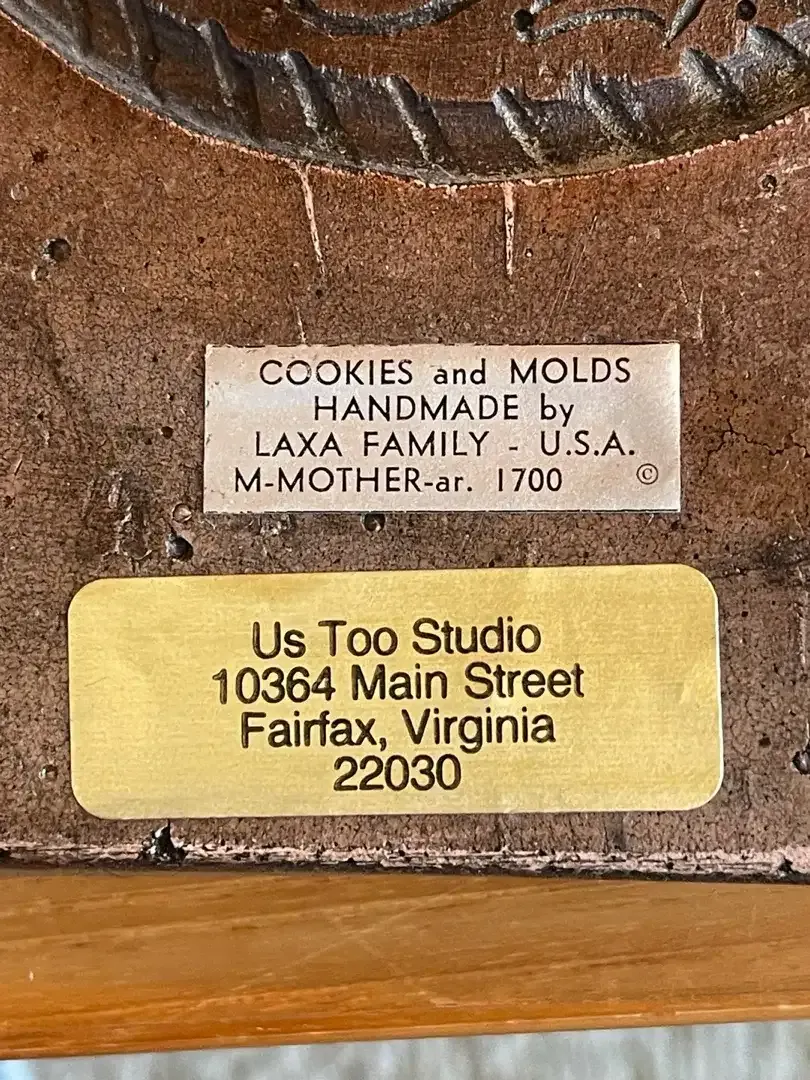 COOKIES and MOLDS
HANDMADE by
LAXA FAMILY - U.S.A.
M-MOTHER-ar. 1700 ©
Us Too Studio
10364 Main Street
Fairfax, Virginia
22030